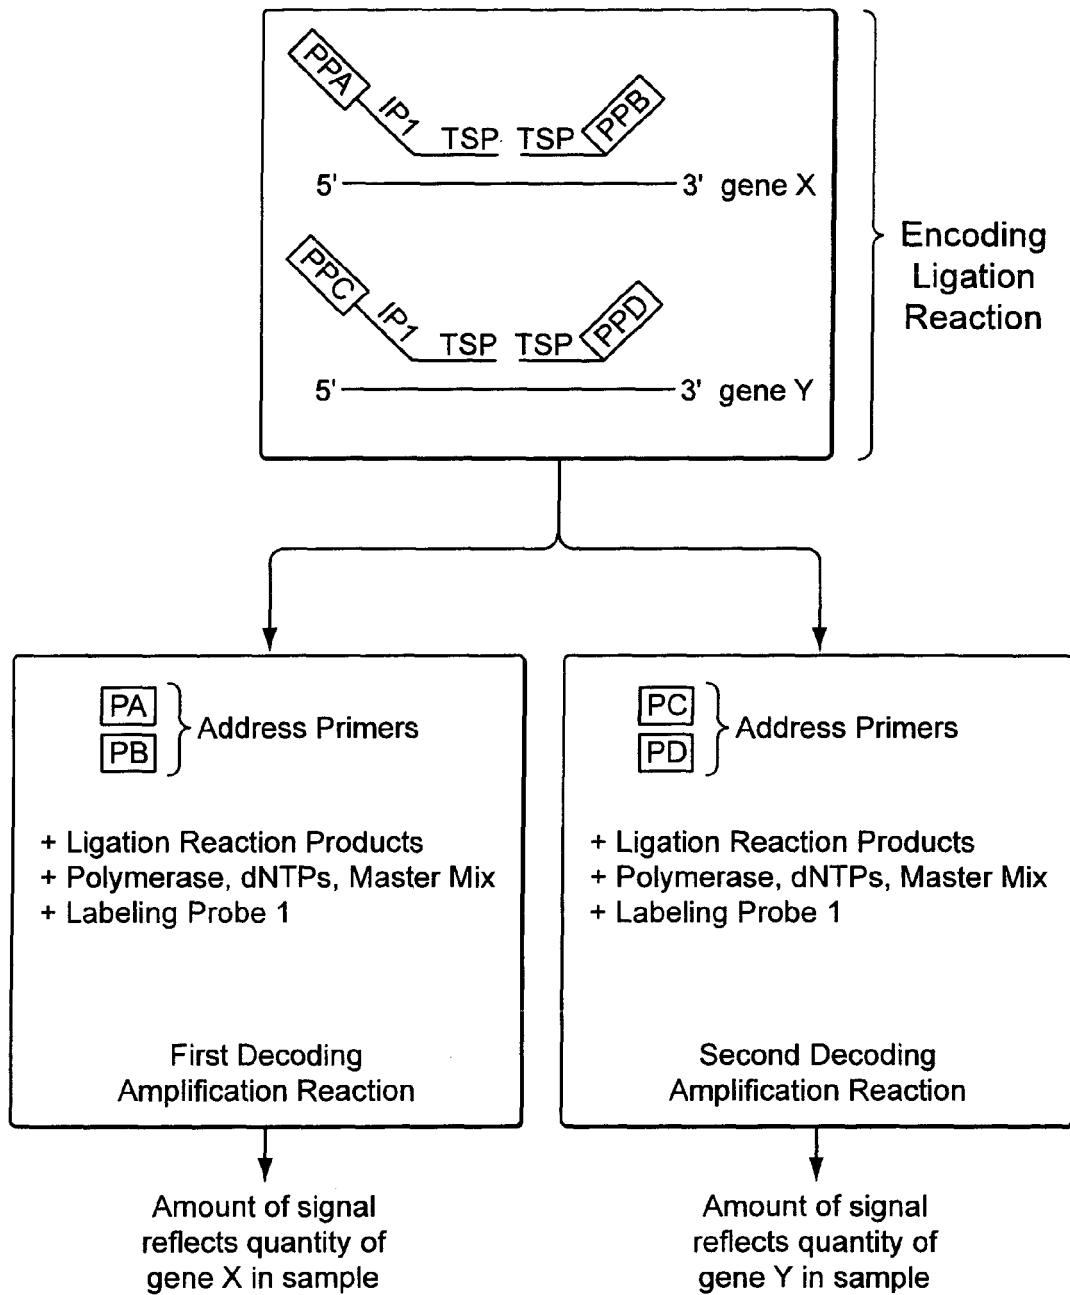 PPA
IP1
TSP TSP
PPB
5' 3' gene X
PPC
IP1
TSP TSP
PPD
5' 3' gene Y
Encoding
Ligation
Reaction
PA
PB
Address Primers
+ Ligation Reaction Products
+ Polymerase, dNTPs, Master Mix
+ Labeling Probe 1
First Decoding
Amplification Reaction
Amount of signal
reflects quantity of
gene X in sample
PC
PD
Address Primers
+ Ligation Reaction Products
+ Polymerase, dNTPs, Master Mix
+ Labeling Probe 1
Second Decoding
Amplification Reaction
Amount of signal
reflects quantity of
gene Y in sample